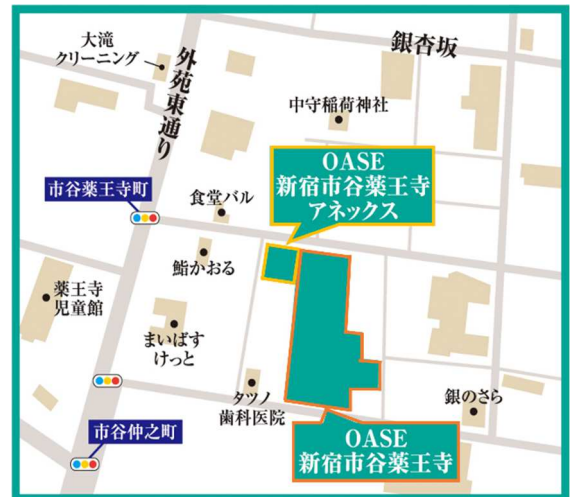 大滝
クリーニング
外苑東通り
銀杏坂
中守稲荷神社
OASE
新宿市谷薬王寺
アネックス
市谷薬王寺町
食堂バル
鮨かおる
薬王寺
児童館
まいばす
けっと
タツノ
歯科医院
銀のさら
市谷仲之町
OASE
新宿市谷薬王寺